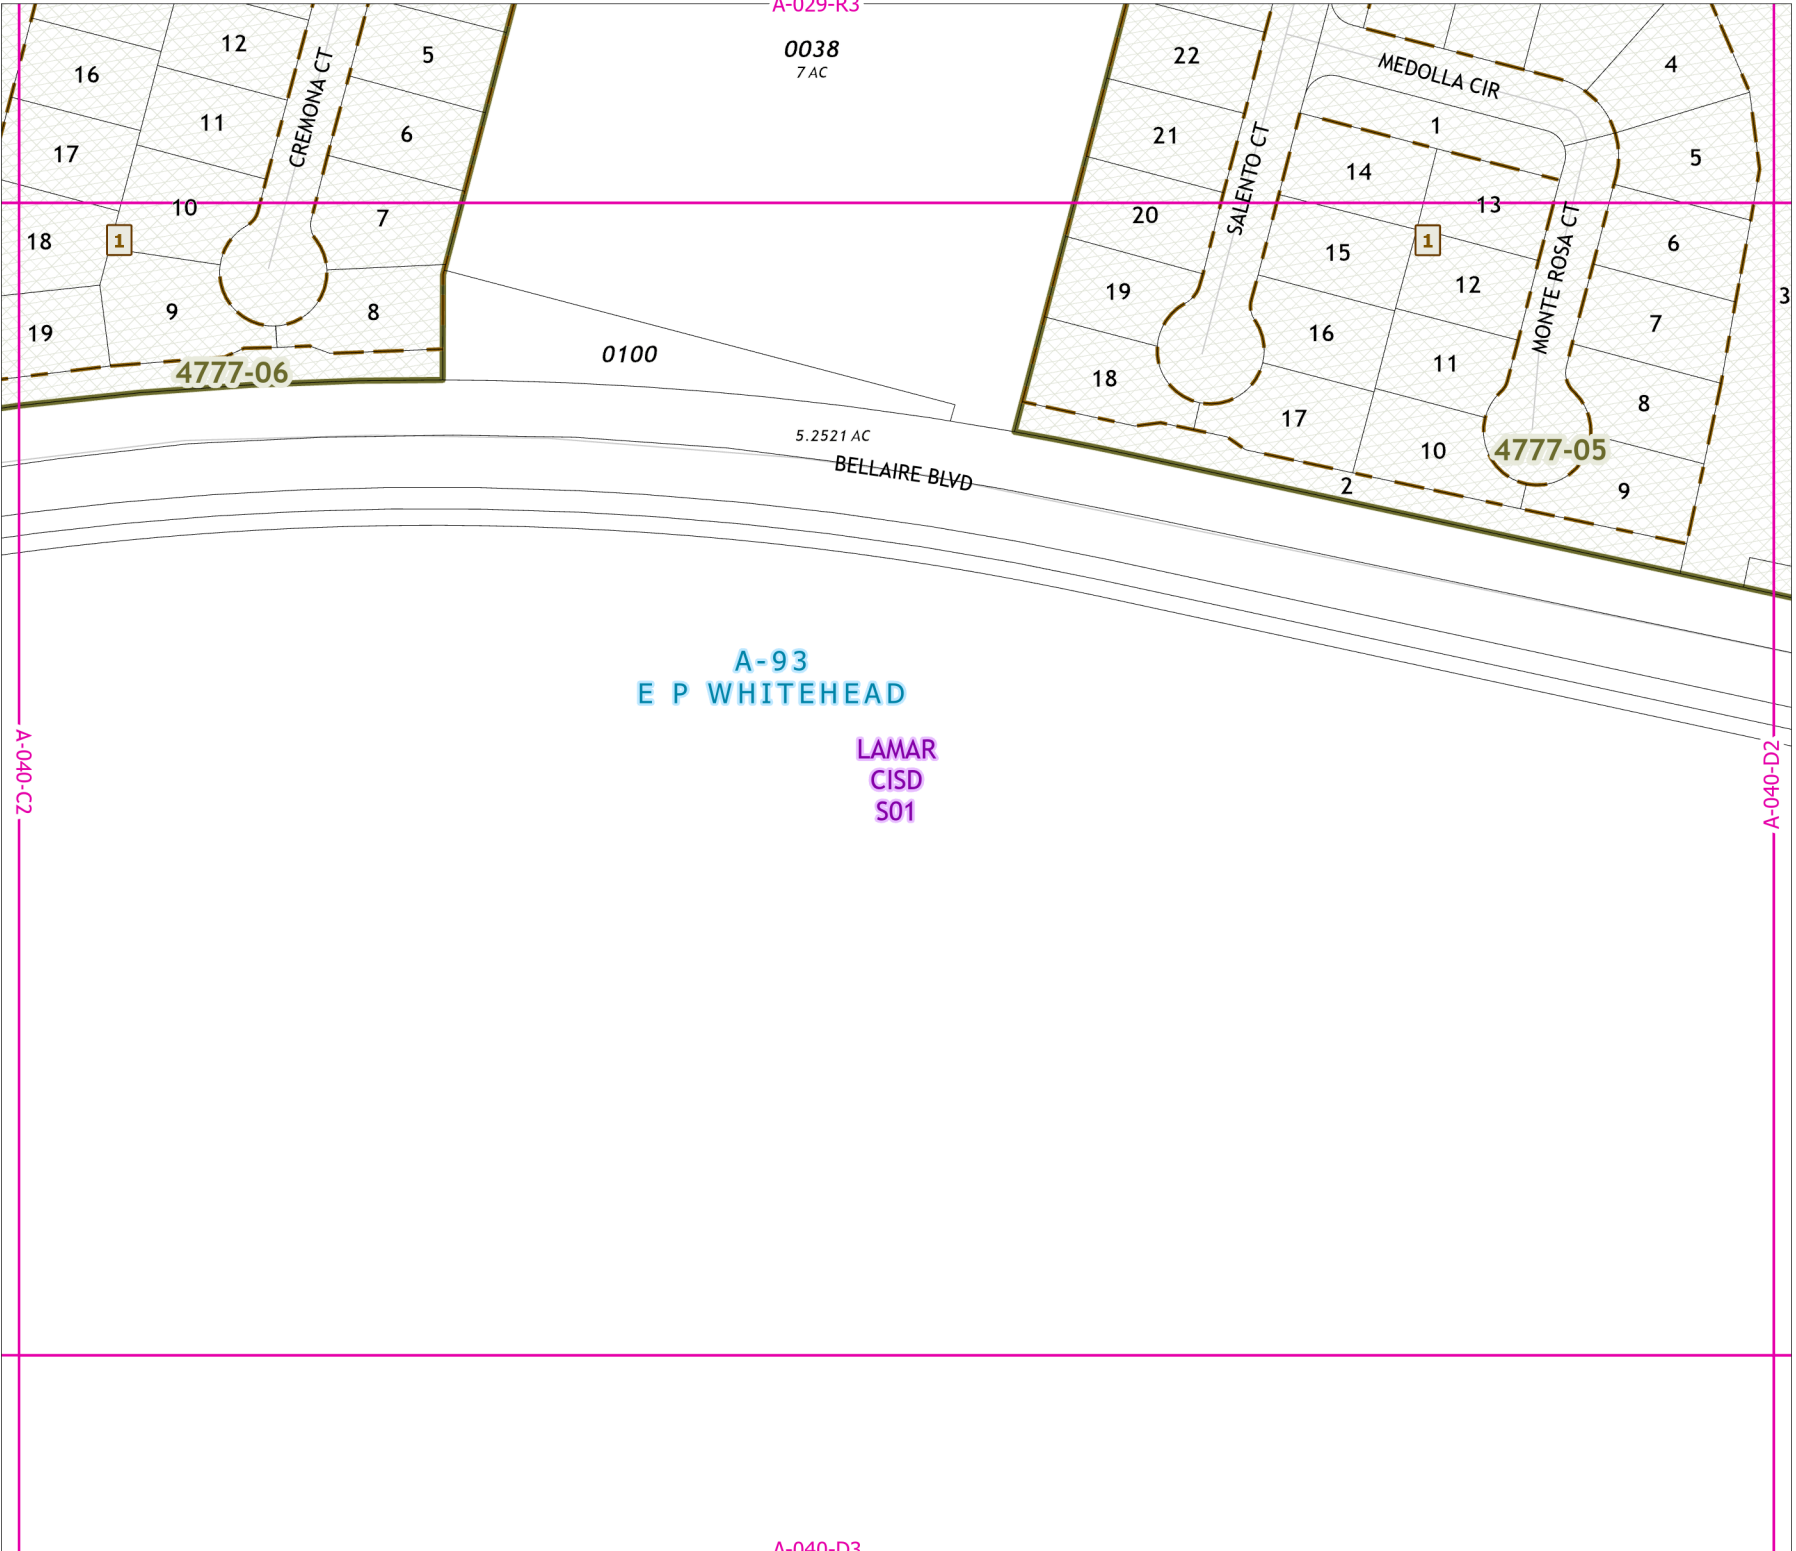 A-029-R3
0038
7 AC
12
16
11
17
10
18
1
9
19
CREMONA CT
5
6
7
8
4777-06
0100
5.2521 AC
BELLAIRE BLVD
22
21
20
19
18
SALENTO CT
MEDOLLA CIR
1
14
13
15
1
12
16
11
17
10
2
MONTE ROSA CT
4
5
6
7
8
9
3
4777-05
A-93
E P WHITEHEAD
LAMAR
CISD
S01
A-040-C2
A-040-D2
A-040-D3